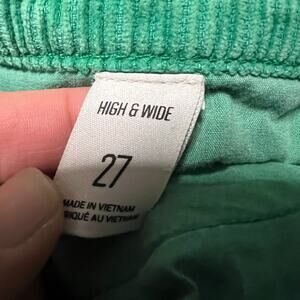 HIGH & WIDE
27
MADE IN VIETNAM
RIQUÉ AU VIETNAM